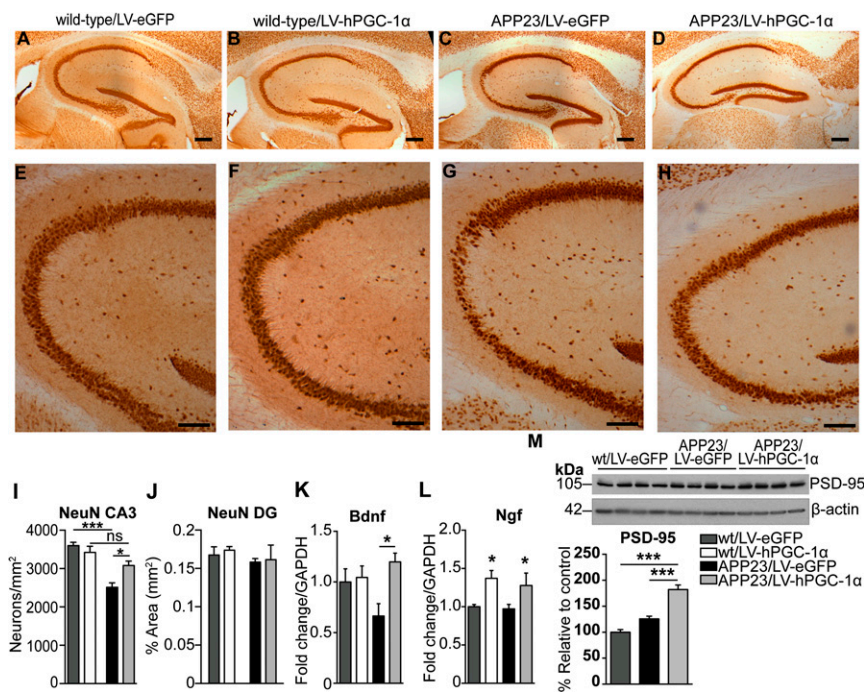 wild-type/LV-eGFP wild-type/LV-hPGC-1α APP23/LV-eGFP APP23/LV-hPGC-1α
A B C D
E F G H
M
wt/LV-eGFP APP23/LV-eGFP APP23/LV-hPGC-1α
kDa
105 PSD-95
42 β-actin
I
NeuN CA3
Neurons/mm²
4000
3000
2000
1000
0
***
ns
*
J
NeuN DG
% Area (mm²)
0.20
0.15
0.1
0.05
0
K
Bdnf
Fold change/GAPDH
1.5
1.0
0.5
0
*
L
Ngf
Fold change/GAPDH
2.0
1.5
1.0
0.5
0
* *
wt/LV-eGFP
wt/LV-hPGC-1α
APP23/LV-eGFP
APP23/LV-hPGC-1α
PSD-95
% Relative to control
200
150
100
50
0
***
***